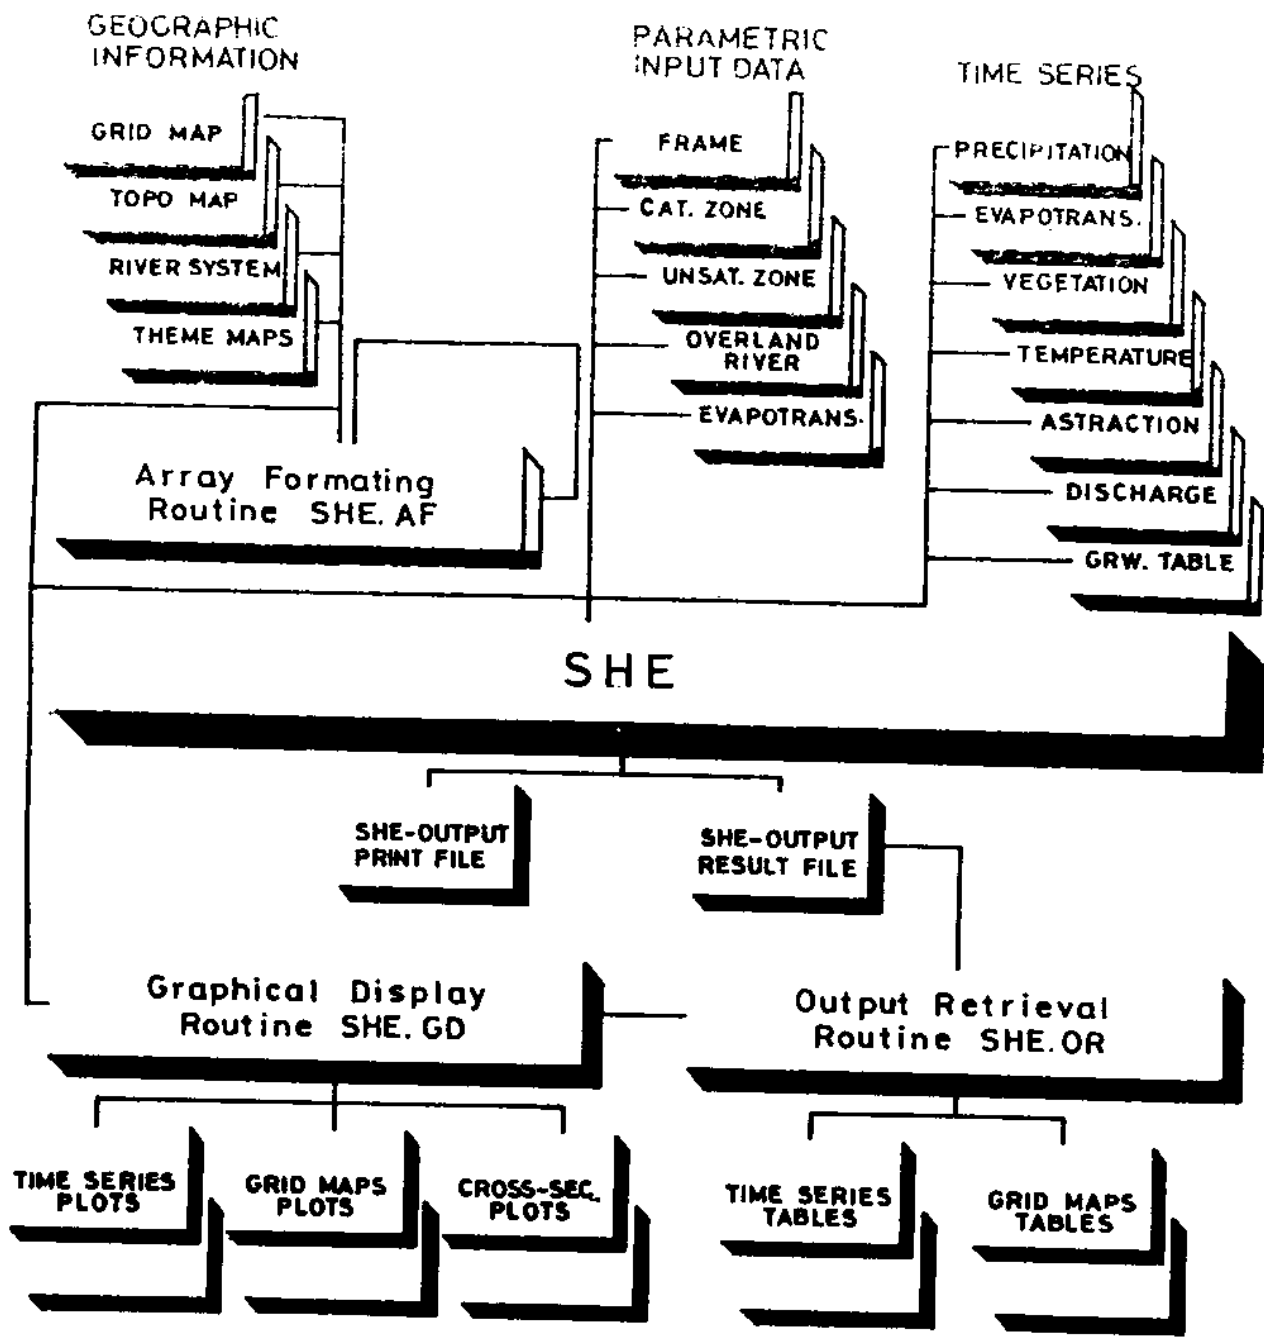 GEOGRAPHIC
INFORMATION
GRID MAP
TOPO MAP
RIVER SYSTEM
THEME MAPS
PARAMETRIC
INPUT DATA
FRAME
CAT. ZONE
UNSAT. ZONE
OVERLAND
RIVER
EVAPOTRANS.
TIME SERIES
PRECIPITATION
EVAPOTRANS.
VEGETATION
TEMPERATURE
ASTRACTION
DISCHARGE
GRW. TABLE
Array Formating
Routine SHE. AF
SHE
SHE-OUTPUT
PRINT FILE
SHE-OUTPUT
RESULT FILE
Graphical Display
Routine SHE. GD
Output Retrieval
Routine SHE. OR
TIME SERIES
PLOTS
GRID MAPS
PLOTS
CROSS-SEC.
PLOTS
TIME SERIES
TABLES
GRID MAPS
TABLES